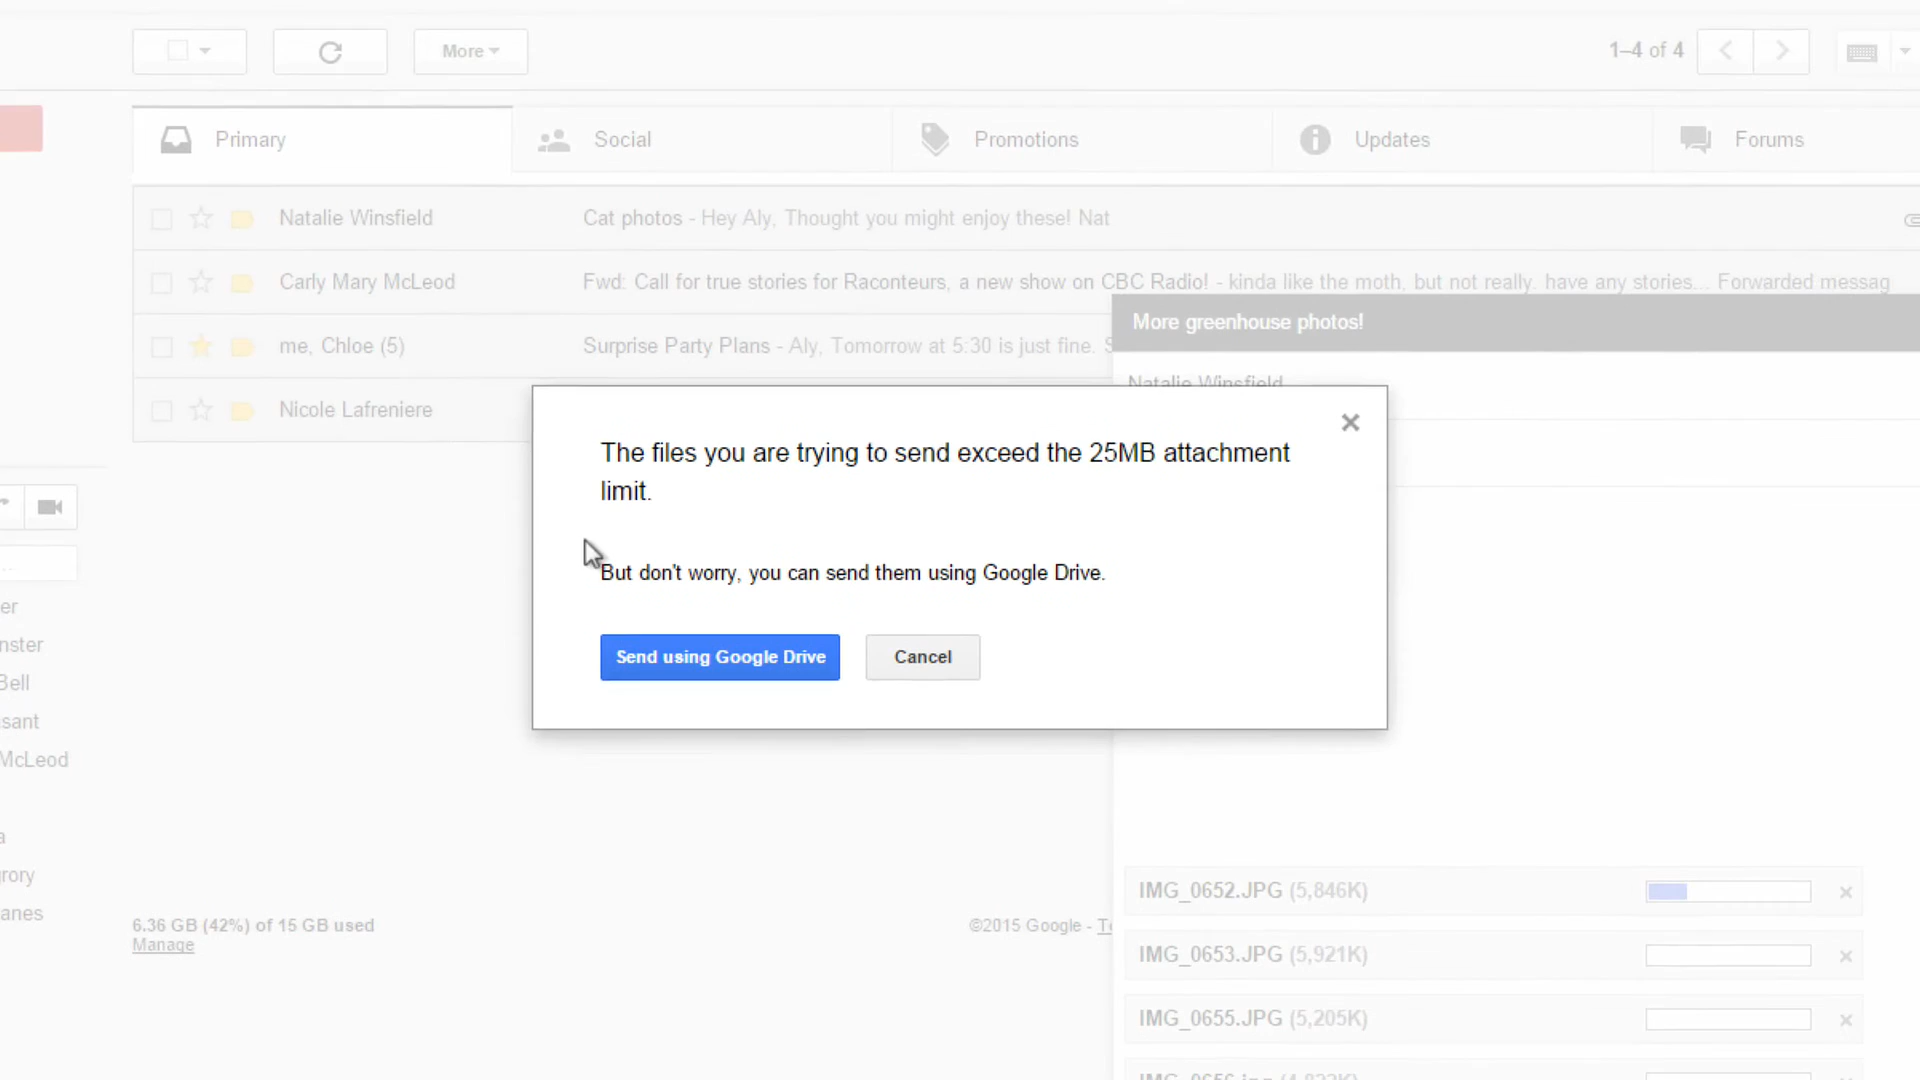 More
1–4 of 4
Primary
Social
Promotions
Updates
Forums
Natalie Winsfield Cat photos - Hey Aly, Thought you might enjoy these! Nat
Carly Mary McLeod Fwd: Call for true stories for Raconteurs, a new show on CBC Radio! - kinda like the moth, but not really. have any stories... Forwarded messag
me, Chloe (5) Surprise Party Plans - Aly, Tomorrow at 5:30 is just fine. S
Nicole Lafreniere
More greenhouse photos!
Natalie Winsfield
The files you are trying to send exceed the 25MB attachment
limit.
But don't worry, you can send them using Google Drive.
Send using Google Drive
Cancel
er
nster
Bell
sant
McLeod
a
rory
anes
6.36 GB (42%) of 15 GB used
Manage
©2015 Google - Te
IMG_0652.JPG (5,846K)
IMG_0653.JPG (5,921K)
IMG_0655.JPG (5,205K)